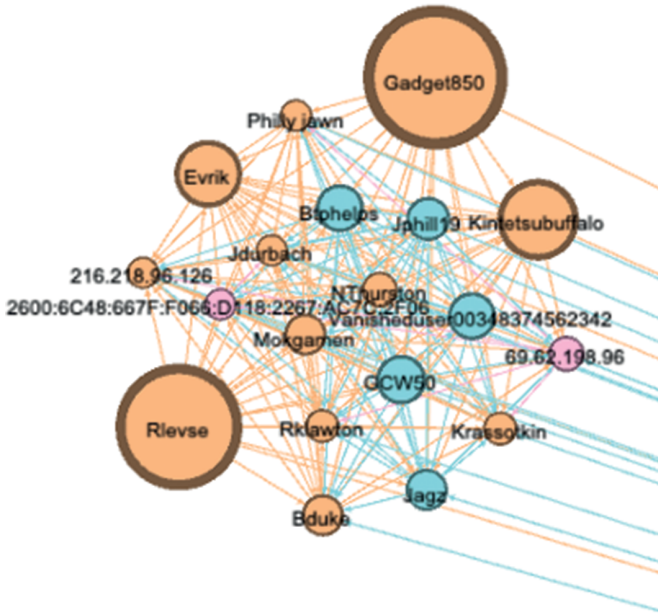 Gadget850
Philly jawn
Evrik
Btphelps
Jphill19
Kintetsubuffalo
Jdurbach
216.218.96.126
NThurston
2600:6C48:667F:F066:D118:2267:AC7C:2F06
Vanisheduser00348374562342
Mokgamen
69.62.198.96
GCW50
Rlevse
Rklawton
Krassotkin
Jagz
Bduke